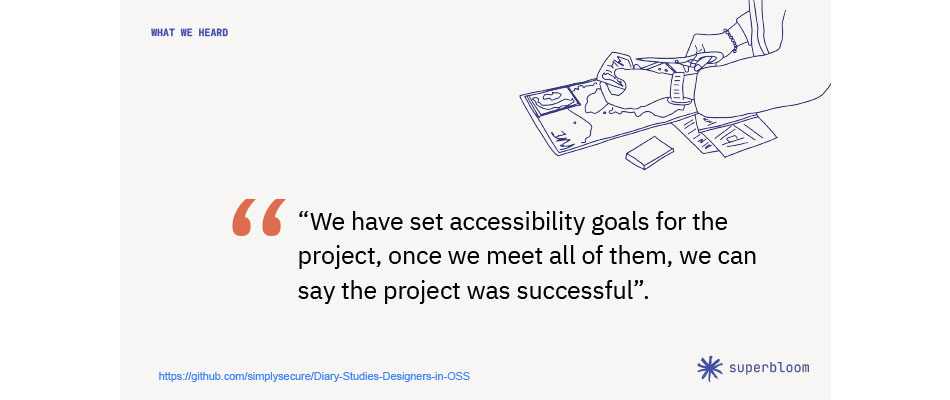 WHAT WE HEARD
“We have set accessibility goals for the
project, once we meet all of them, we can
say the project was successful”.
https://github.com/simplysecure/Diary-Studies-Designers-in-OSS
superbloom